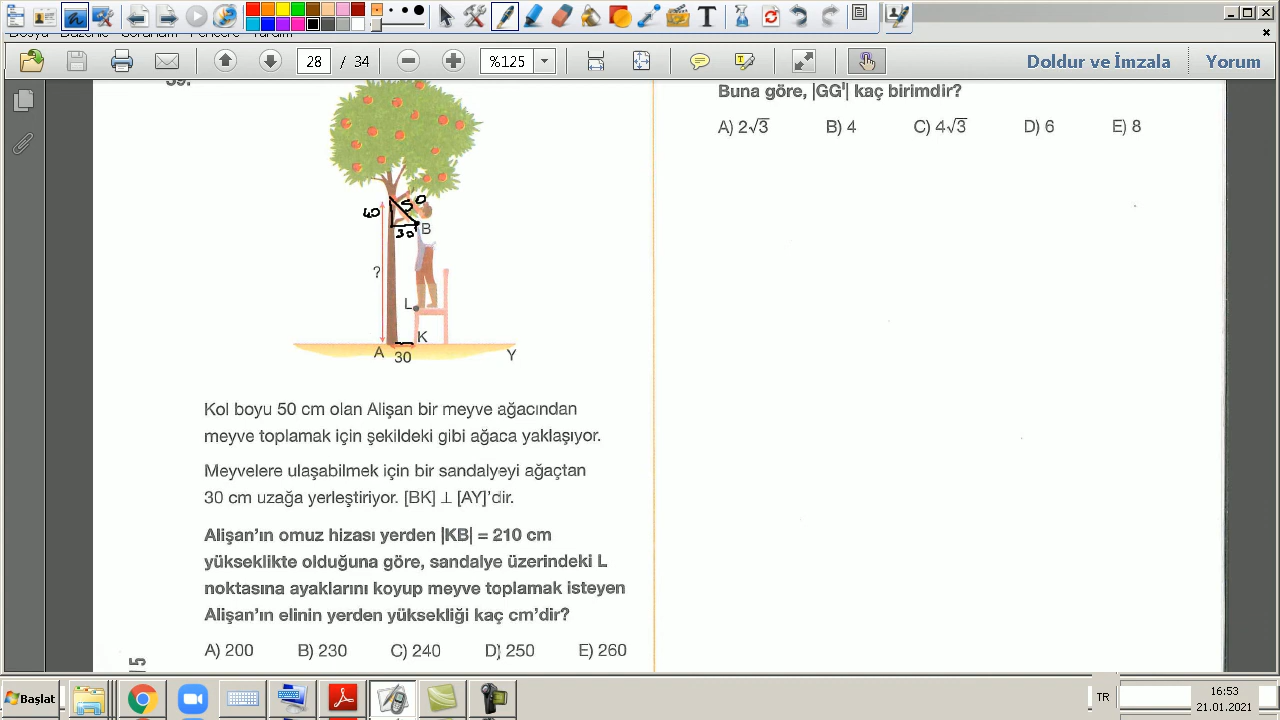 28 / 34
%125
Doldur ve İmzala
Yorum
39.
40
50
30
B
?
L
K
A
30
Y
Kol boyu 50 cm olan Alişan bir meyve ağacından
meyve toplamak için şekildeki gibi ağaca yaklaşıyor.
Meyvelere ulaşabilmek için bir sandalyeyi ağaçtan
30 cm uzağa yerleştiriyor. [BK] ⊥ [AY]'dir.
Alişan'ın omuz hizası yerden |KB| = 210 cm
yükseklikte olduğuna göre, sandalye üzerindeki L
noktasına ayaklarını koyup meyve toplamak isteyen
Alişan'ın elinin yerden yüksekliği kaç cm'dir?
A) 200 B) 230 C) 240 D) 250 E) 260
15
Buna göre, |GG'| kaç birimdir?
A) 2√3 B) 4 C) 4√3 D) 6 E) 8
Başlat
TR
16:53
21.01.2021